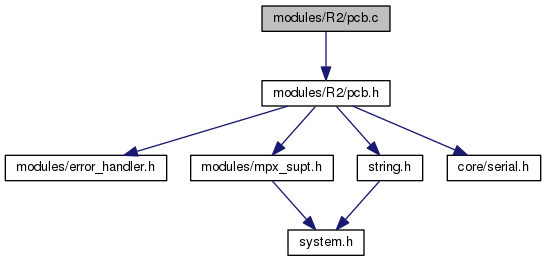 modules/R2/pcb.c
modules/R2/pcb.h
modules/error_handler.h
modules/mpx_supt.h
string.h
core/serial.h
system.h